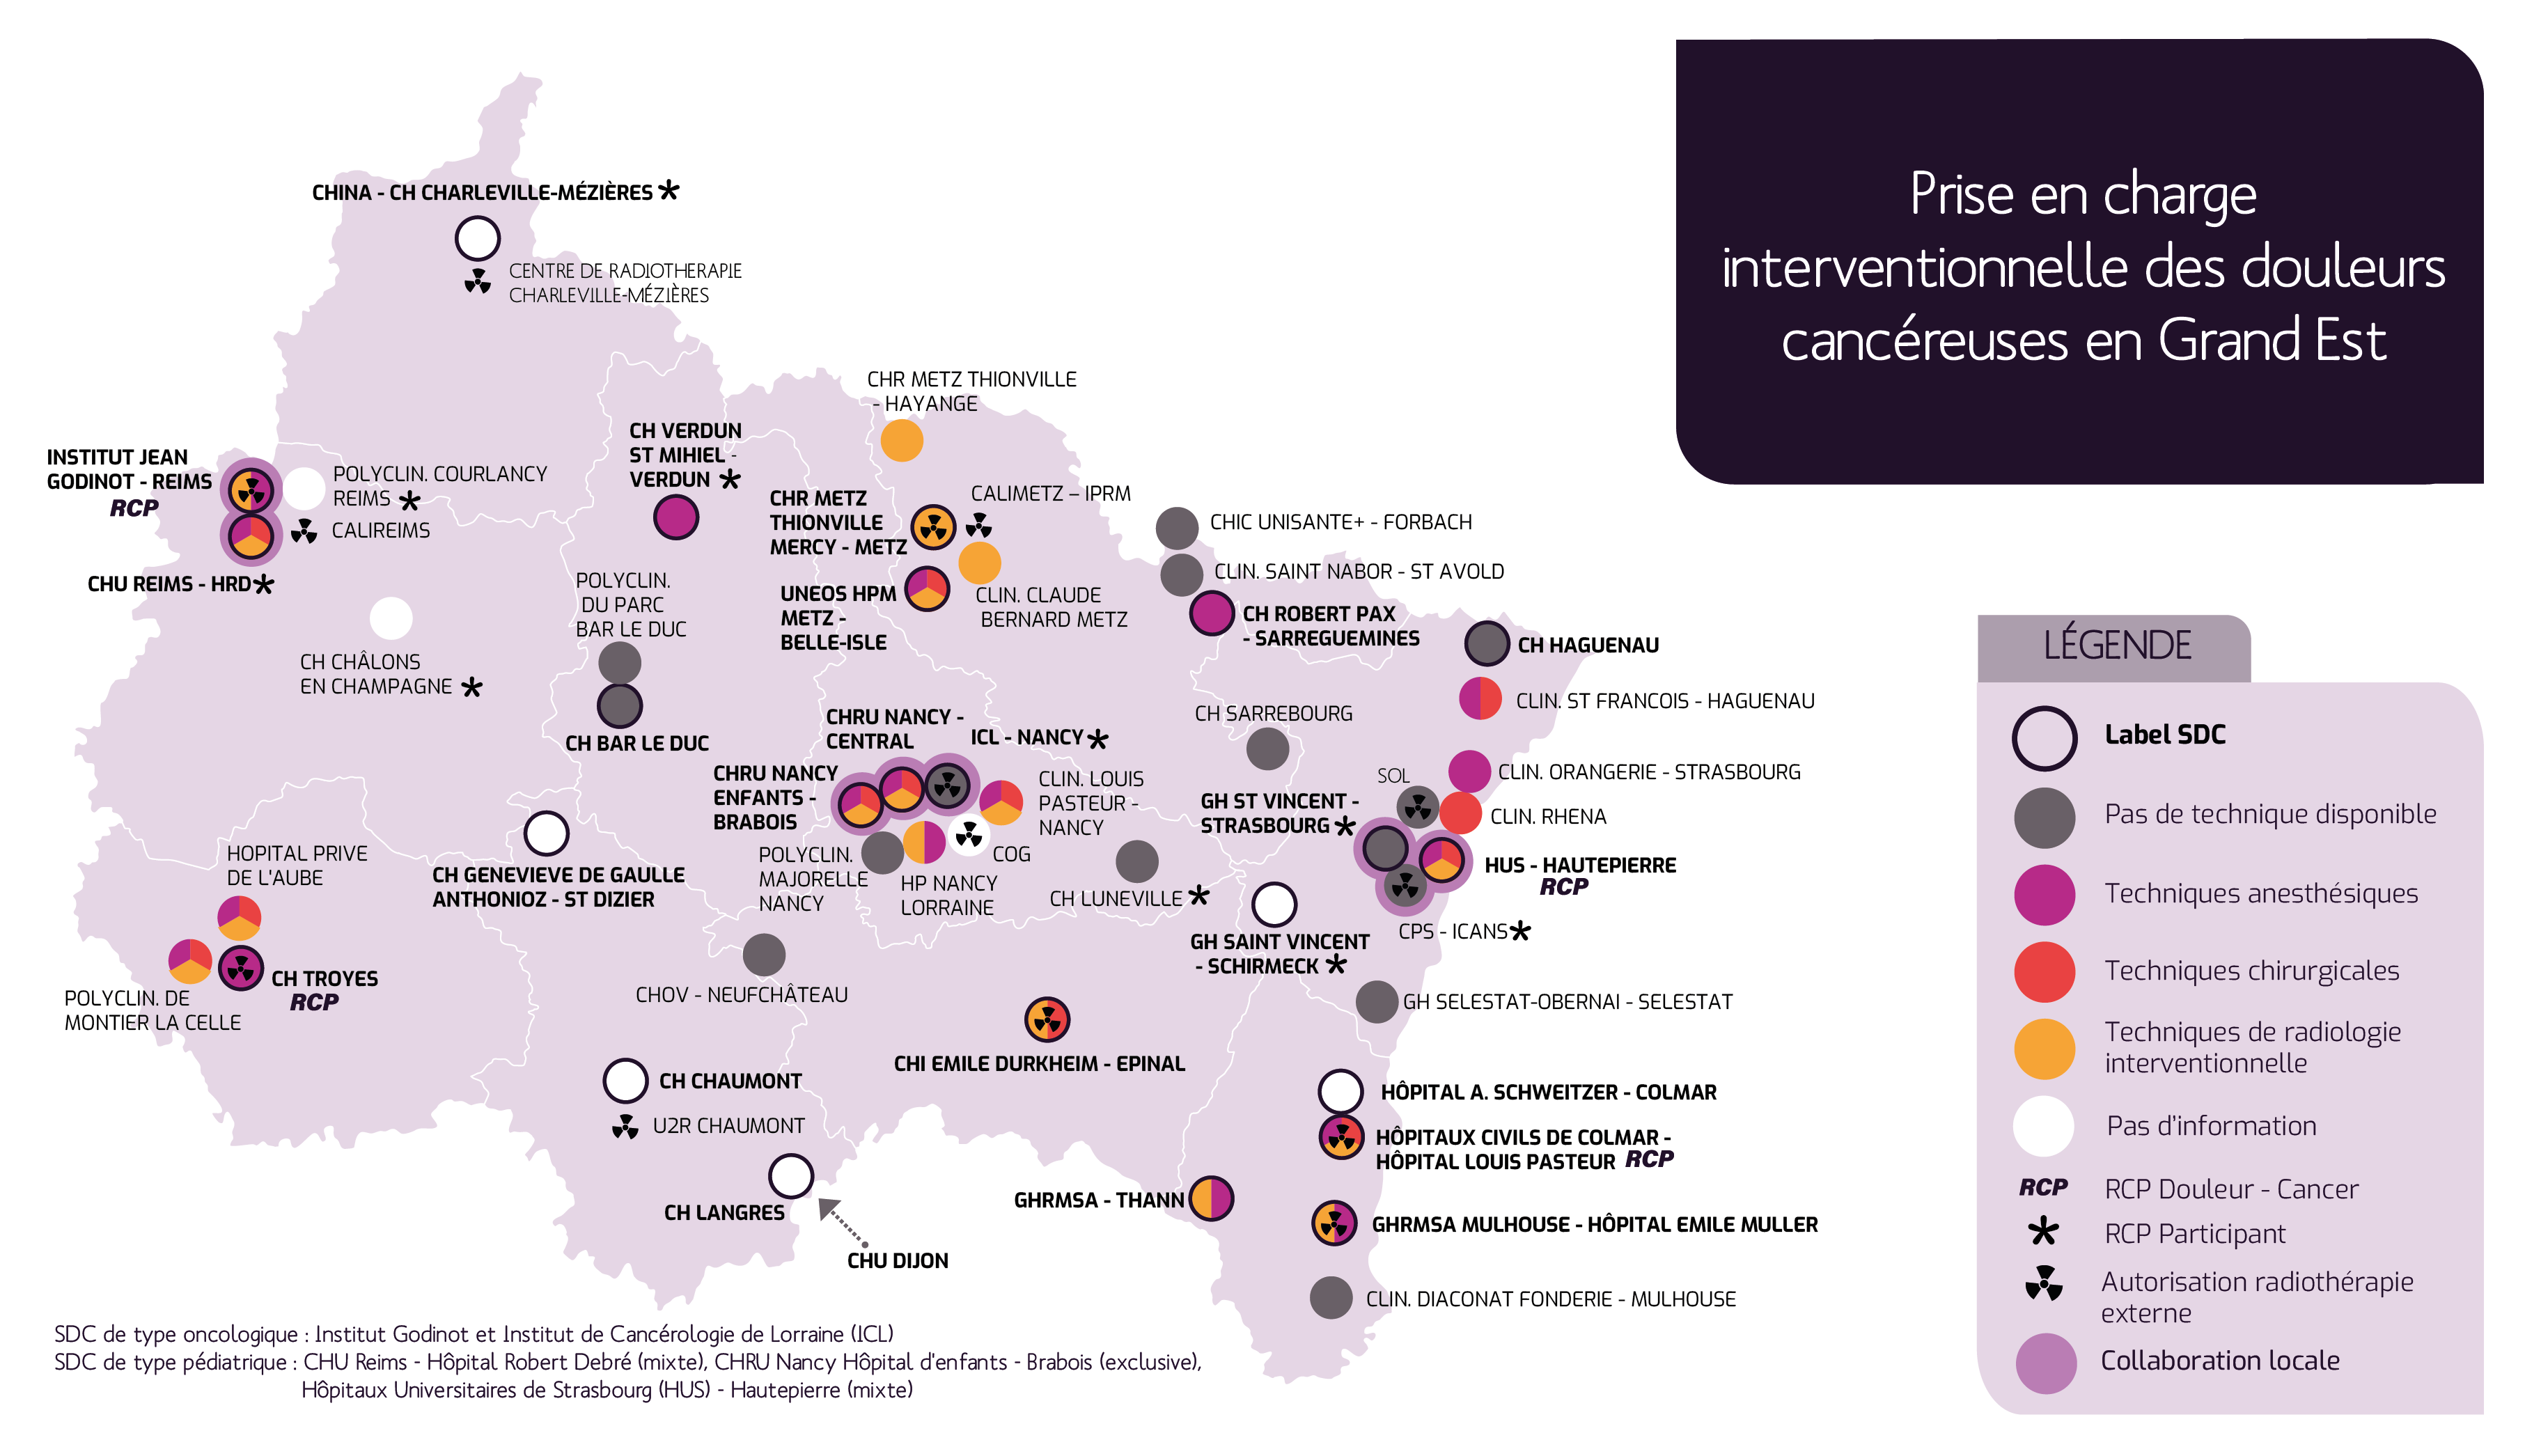 Prise en charge
interventionnelle des douleurs
cancéreuses en Grand Est
CHINA - CH CHARLEVILLE-MÉZIÈRES *
CENTRE DE RADIOTHERAPIE
CHARLEVILLE-MÉZIÈRES
INSTITUT JEAN
GODINOT - REIMS
RCP
POLYCLIN. COURLANCY
REIMS *
CALIREIMS
CHU REIMS - HRD*
CH CHÂLONS
EN CHAMPAGNE *
CH VERDUN
ST MIHIEL -
VERDUN *
POLYCLIN.
DU PARC
BAR LE DUC
CH BAR LE DUC
CHR METZ THIONVILLE
- HAYANGE
CHR METZ
THIONVILLE
MERCY - METZ
CALIMETZ – IPRM
UNEOS HPM
METZ -
BELLE-ISLE
CLIN. CLAUDE
BERNARD METZ
CHIC UNISANTE+ - FORBACH
CLIN. SAINT NABOR - ST AVOLD
CH ROBERT PAX
- SARREGUEMINES
CH HAGUENAU
CLIN. ST FRANCOIS - HAGUENAU
CH SARREBOURG
CLIN. ORANGERIE - STRASBOURG
SOL
CLIN. RHENA
GH ST VINCENT -
STRASBOURG *
HUS - HAUTEPIERRE
RCP
CPS - ICANS*
GH SAINT VINCENT
- SCHIRMECK *
GH SELESTAT-OBERNAI - SELESTAT
CHRU NANCY -
CENTRAL
ICL - NANCY*
CHRU NANCY
ENFANTS -
BRABOIS
CLIN. LOUIS
PASTEUR -
NANCY
POLYCLIN.
MAJORELLE
NANCY
HP NANCY
LORRAINE
COG
CH LUNEVILLE *
CH GENEVIEVE DE GAULLE
ANTHONIOZ - ST DIZIER
HOPITAL PRIVE
DE L'AUBE
CH TROYES
RCP
POLYCLIN. DE
MONTIER LA CELLE
CHOV - NEUFCHÂTEAU
CHI EMILE DURKHEIM - EPINAL
CH CHAUMONT
U2R CHAUMONT
CH LANGRES
CHU DIJON
HÔPITAL A. SCHWEITZER - COLMAR
HÔPITAUX CIVILS DE COLMAR -
HÔPITAL LOUIS PASTEUR RCP
GHRMSA - THANN
GHRMSA MULHOUSE - HÔPITAL EMILE MULLER
CLIN. DIACONAT FONDERIE - MULHOUSE
LÉGENDE
Label SDC
Pas de technique disponible
Techniques anesthésiques
Techniques chirurgicales
Techniques de radiologie
interventionnelle
Pas d'information
RCP RCP Douleur - Cancer
* RCP Participant
Autorisation radiothérapie
externe
Collaboration locale
SDC de type oncologique : Institut Godinot et Institut de Cancérologie de Lorraine (ICL)
SDC de type pédiatrique : CHU Reims - Hôpital Robert Debré (mixte), CHRU Nancy Hôpital d'enfants - Brabois (exclusive),
Hôpitaux Universitaires de Strasbourg (HUS) - Hautepierre (mixte)